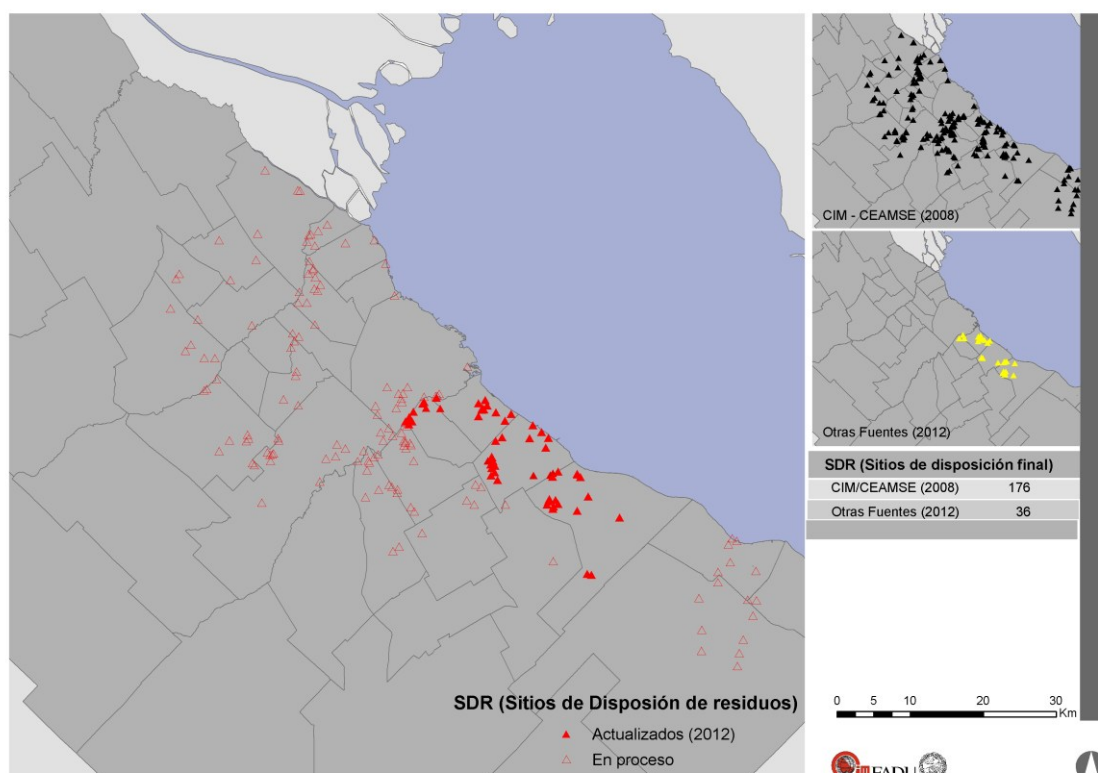 SDR (Sitios de Disposión de residuos)
Actualizados (2012)
En proceso
CIM - CEAMSE (2008)
Otras Fuentes (2012)
SDR (Sitios de disposición final)
CIM/CEAMSE (2008) 176
Otras Fuentes (2012) 36
0 5 10 20 30
Km
FADU